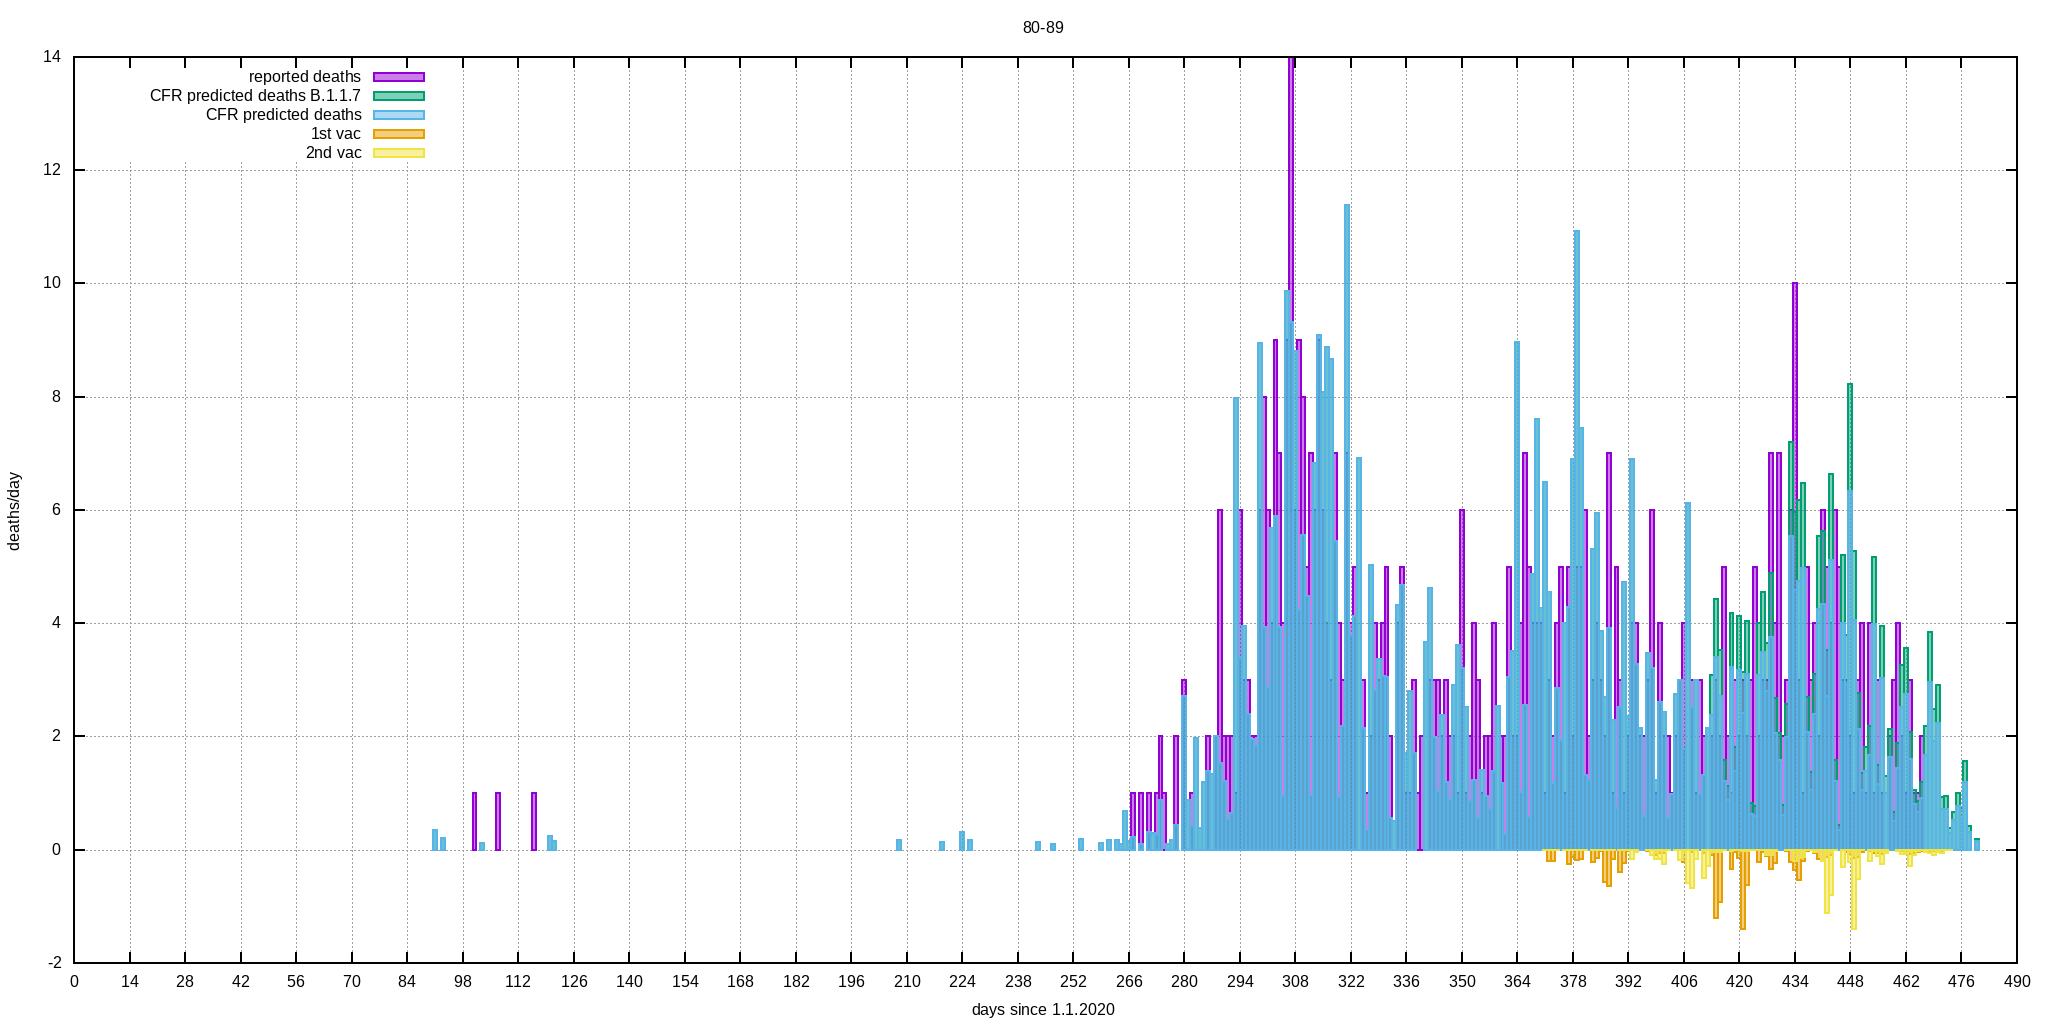 80-89
reported deaths
CFR predicted deaths B.1.1.7
CFR predicted deaths
1st vac
2nd vac
14
12
10
8
6
4
2
0
-2
deaths/day
0 14 28 42 56 70 84 98 112 126 140 154 168 182 196 210 224 238 252 266 280 294 308 322 336 350 364 378 392 406 420 434 448 462 476 490
days since 1.1.2020